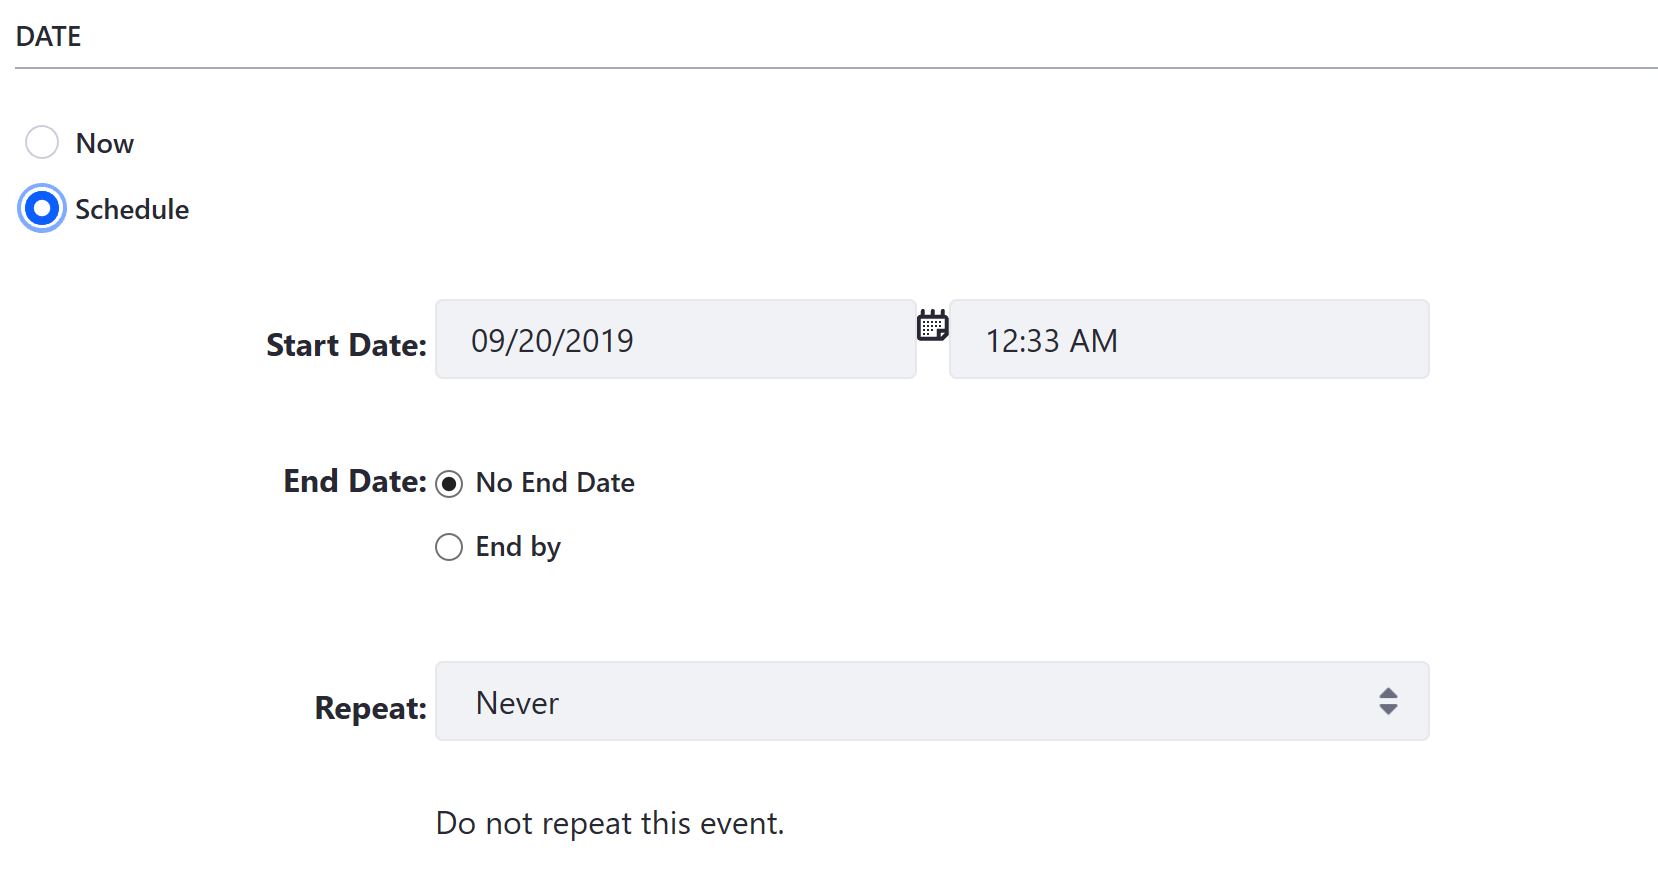 DATE
Now
Schedule
Start Date: 09/20/2019 12:33 AM
End Date: No End Date
End by
Repeat: Never
Do not repeat this event.